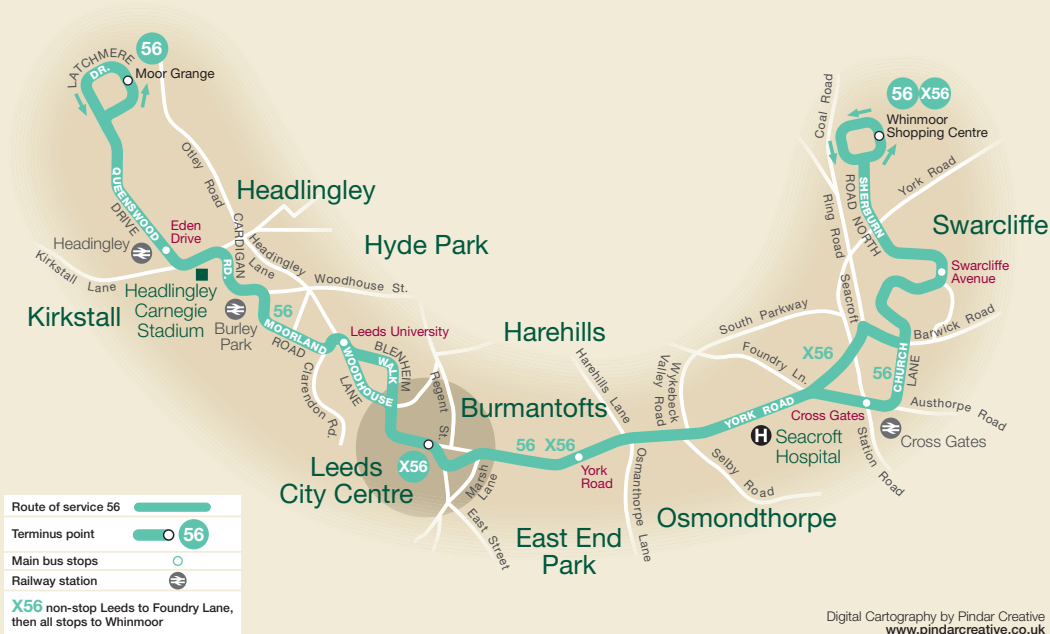 LATCHMERE
DR.
56
Moor Grange
QUEENSWOOD
DRIVE
Otley Road
Headlingley
CARDIGAN
RD.
Eden
Drive
Headingley
Kirkstall Lane
Kirkstall
Headlingley
Carnegie
Stadium
Burley
Park
Headingley
Lane
Hyde Park
Woodhouse St.
56
MOORLAND
ROAD
Leeds University
BLENHEIM
WALK
WOODHOUSE
LANE
Clarendon Rd.
Regent St.
Leeds
City Centre
X56
Burmantofts
Marsh
Lane
East Street
56 X56
York
Road
Harehills
Harehills Lane
East End
Park
Osmanthorpe Lane
Osmondthorpe
Wykebeck
Valley Road
Selby Road
YORK ROAD
Seacroft
Hospital
H
South Parkway
Foundry Ln.
X56
56
Cross Gates
Cross Gates
Station Road
Austhorpe Road
CHURCH
LANE
Barwick Road
Swarcliffe
Avenue
Swarcliffe
York Road
SHERBURN
ROAD NORTH
Ring Road
Seacroft
Coal Road
56 X56
Whinmoor
Shopping Centre
Route of service 56
Terminus point
56
Main bus stops
Railway station
X56 non-stop Leeds to Foundry Lane,
then all stops to Whinmoor
Digital Cartography by Pindar Creative
www.pindarcreative.co.uk